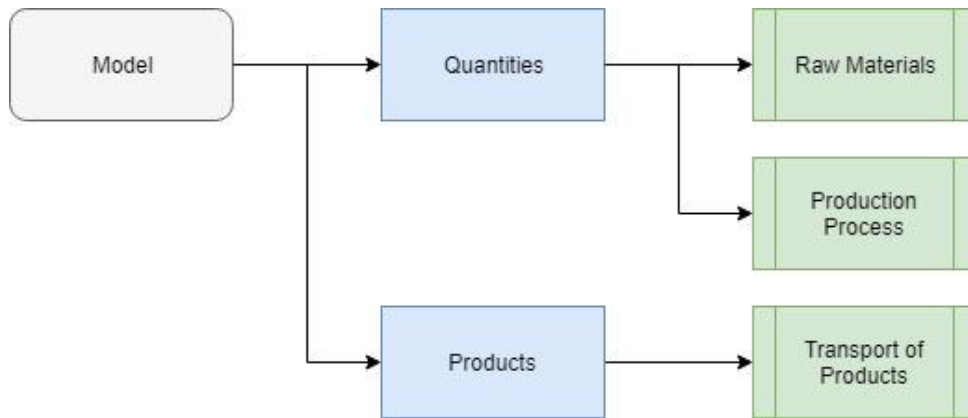 Model
Quantities
Raw Materials
Production
Process
Products
Transport of
Products